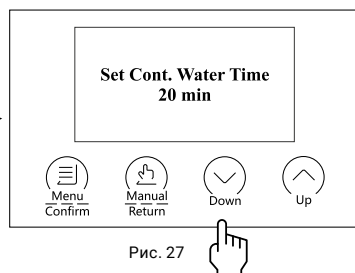 Set Cont. Water Time
20 min
Menu
Confirm
Manual
Return
Down
Up
Рис. 27